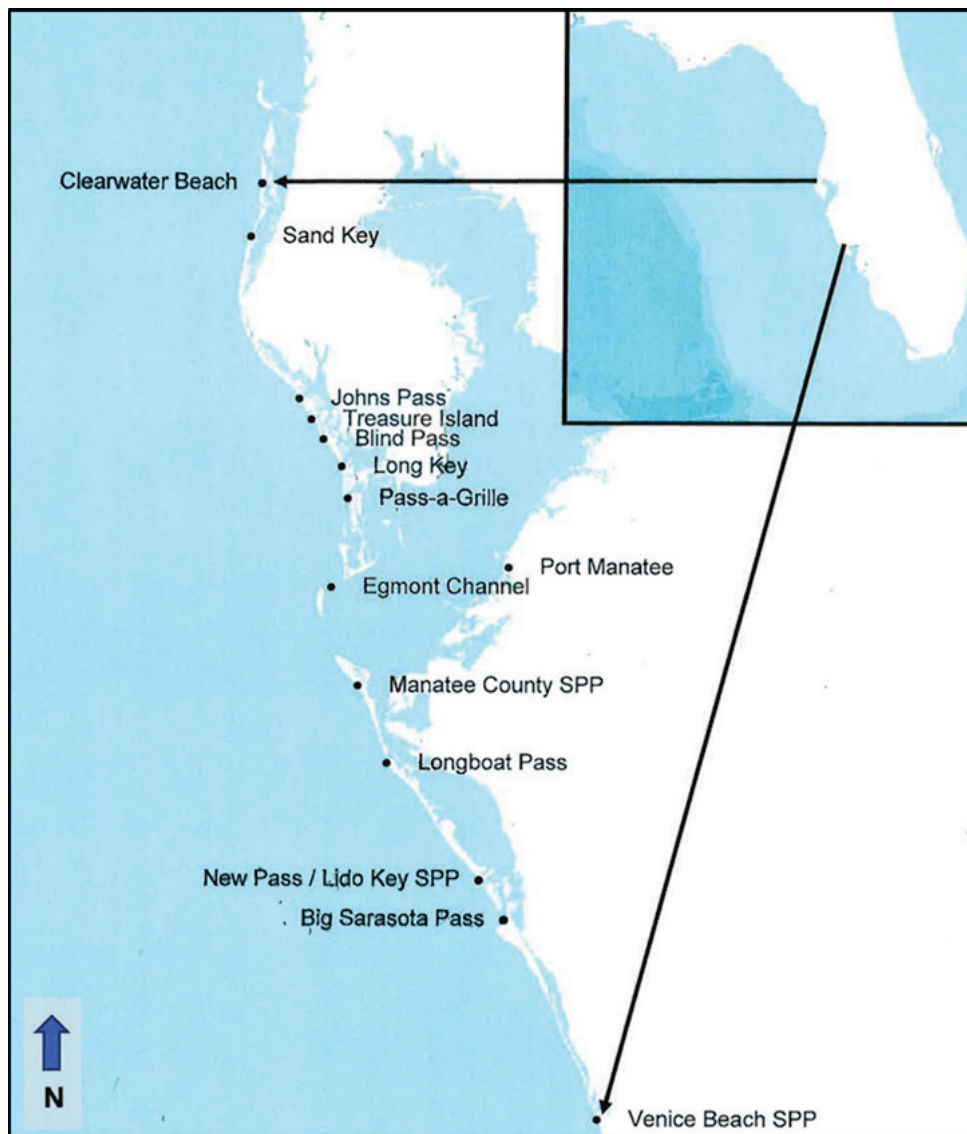 Clearwater Beach
Sand Key
Johns Pass
Treasure Island
Blind Pass
Long Key
Pass-a-Grille
Port Manatee
Egmont Channel
Manatee County SPP
Longboat Pass
New Pass / Lido Key SPP
Big Sarasota Pass
N
Venice Beach SPP